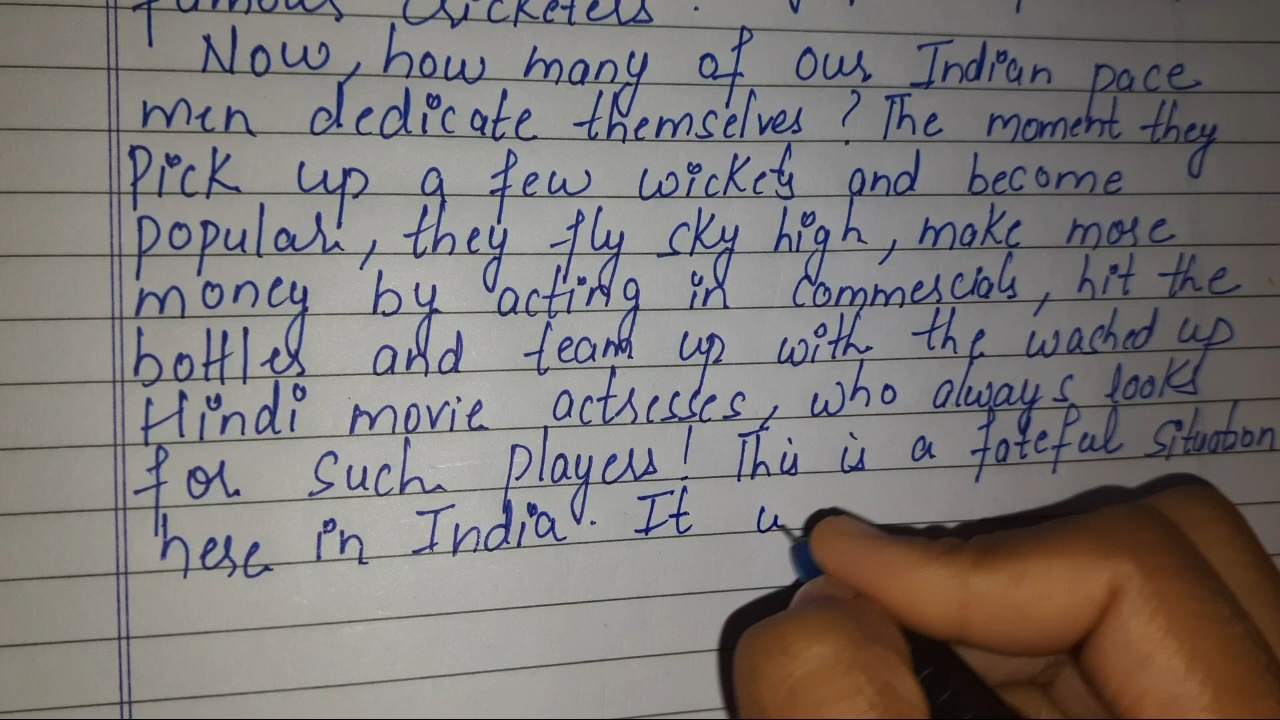 famous cricketers.
Now, how many of our Indian pace
men dedicate themselves? The moment they
Pick up a few wickets and become
popular, they fly sky high, make more
money by acting in commercials, hit the
bottles and team up with the washed up
Hindi movie actresses, who always looks
for such players! This is a fateful situation
here in India. It